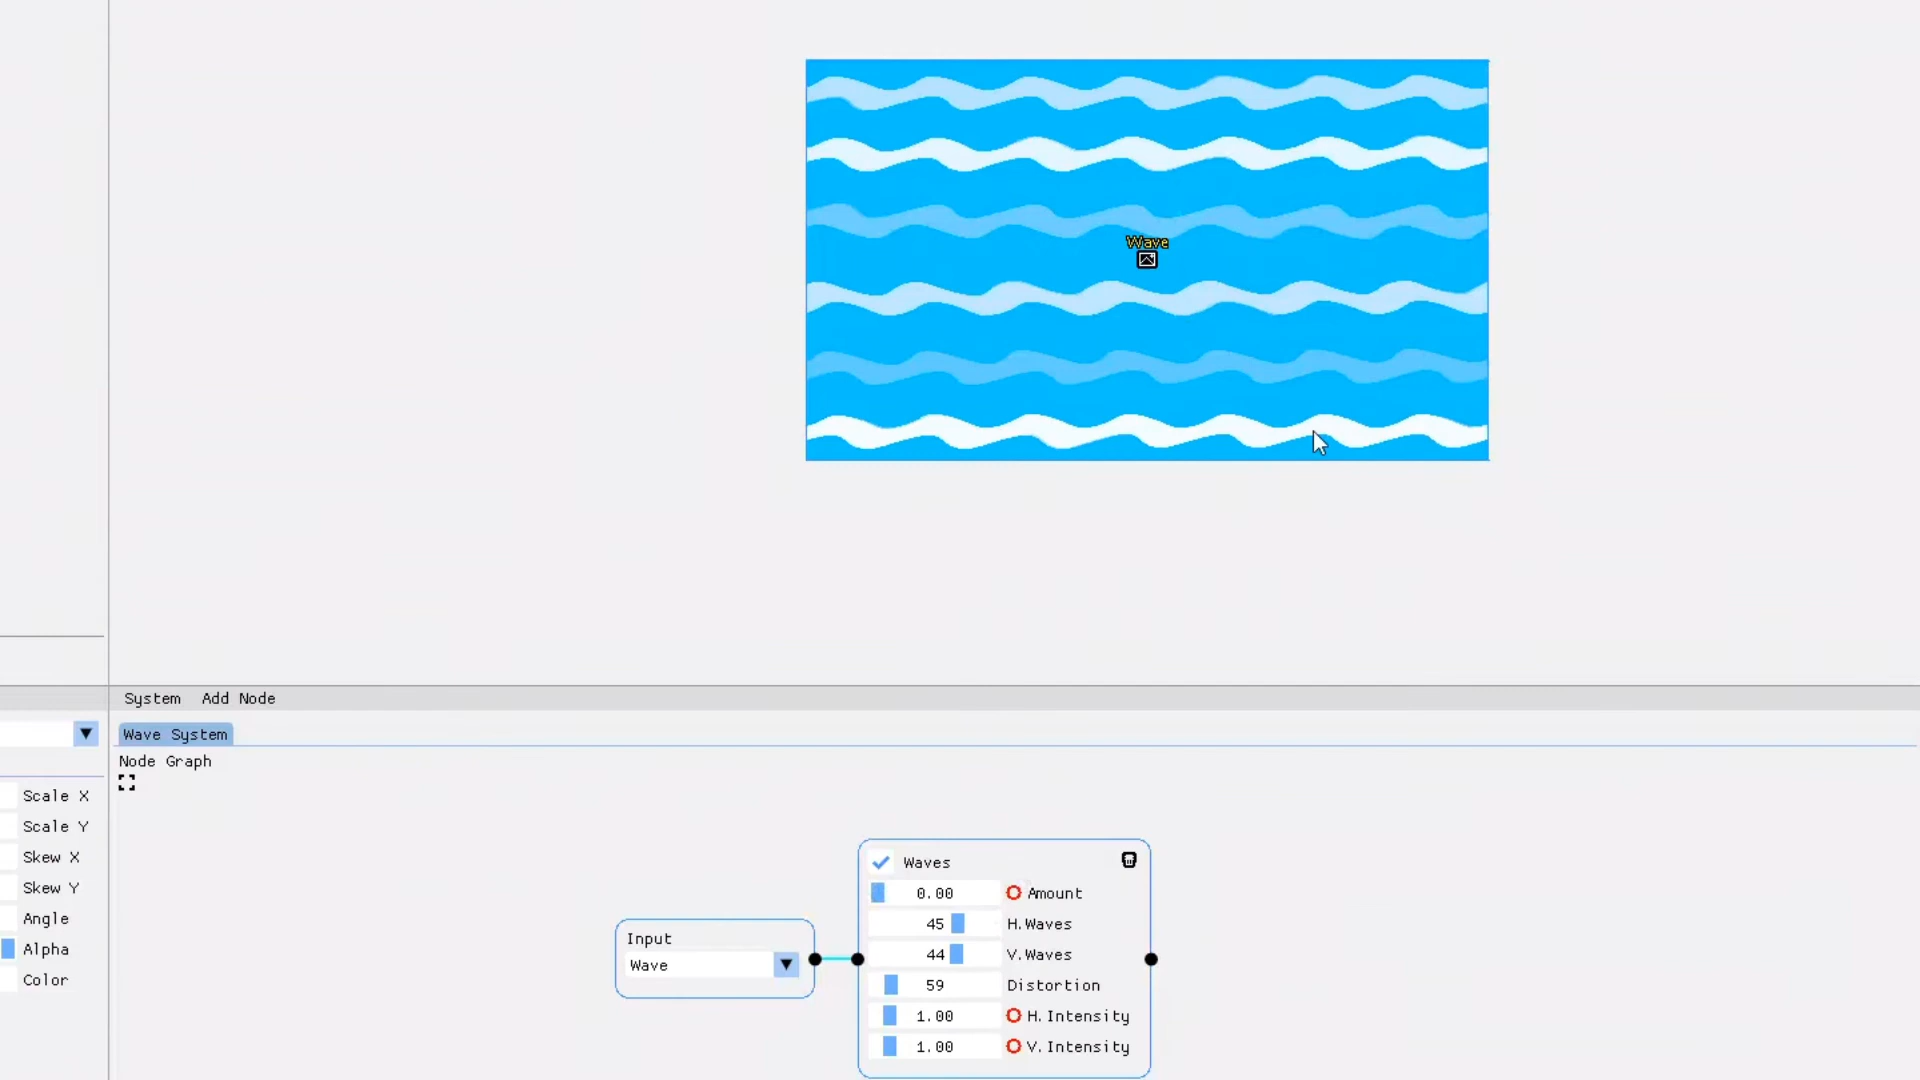 Wave
System Add Node
Wave System
Node Graph
Scale X
Scale Y
Skew X
Skew Y
Angle
Alpha
Color
Input
Wave
Waves
0.00 Amount
45 H.Waves
44 V.Waves
59 Distortion
1.00 H.Intensity
1.00 V.Intensity